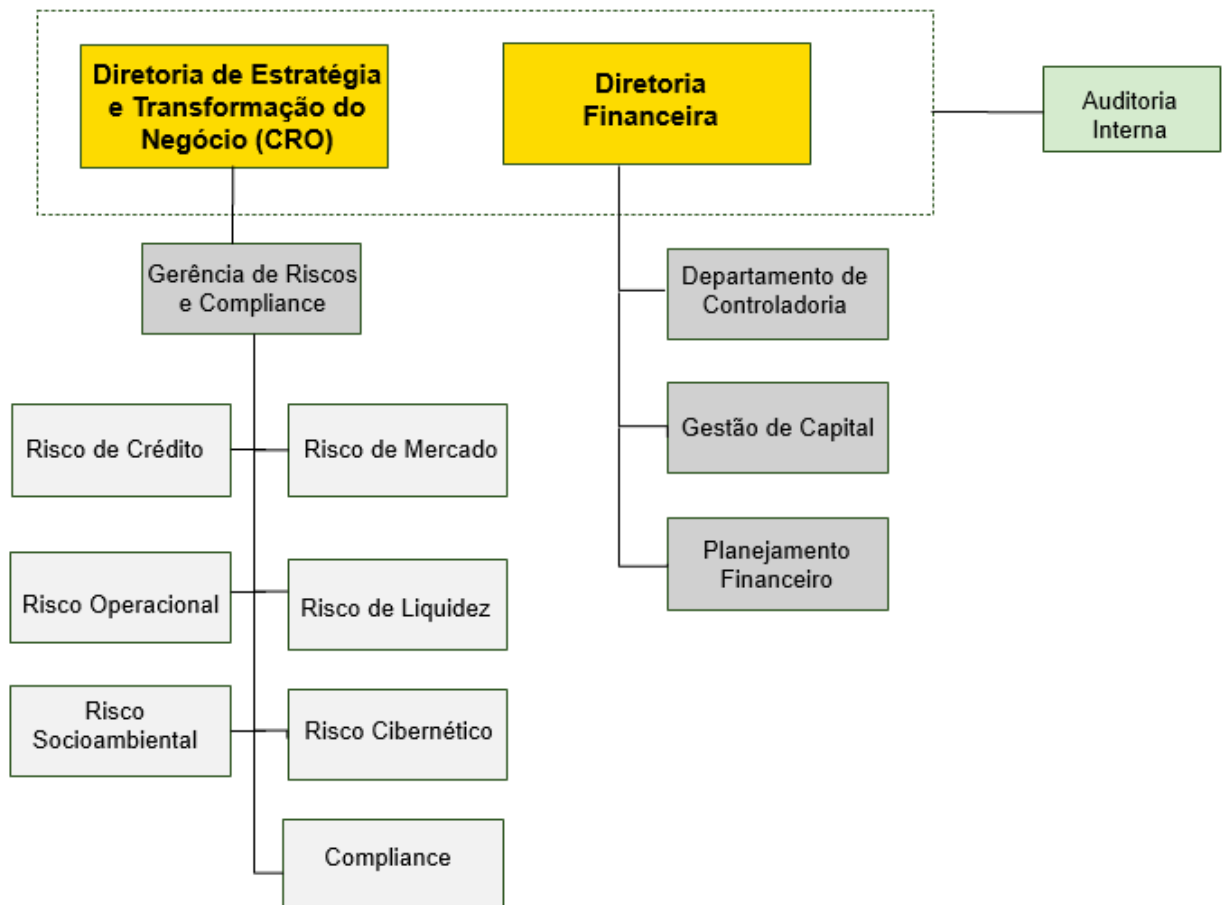 Diretoria de Estratégia
e Transformação do
Negócio (CRO)
Diretoria
Financeira
Auditoria
Interna
Gerência de Riscos
e Compliance
Departamento de
Controladoria
Risco de Crédito
Risco de Mercado
Gestão de Capital
Risco Operacional
Risco de Liquidez
Planejamento
Financeiro
Risco
Socioambiental
Risco Cibernético
Compliance